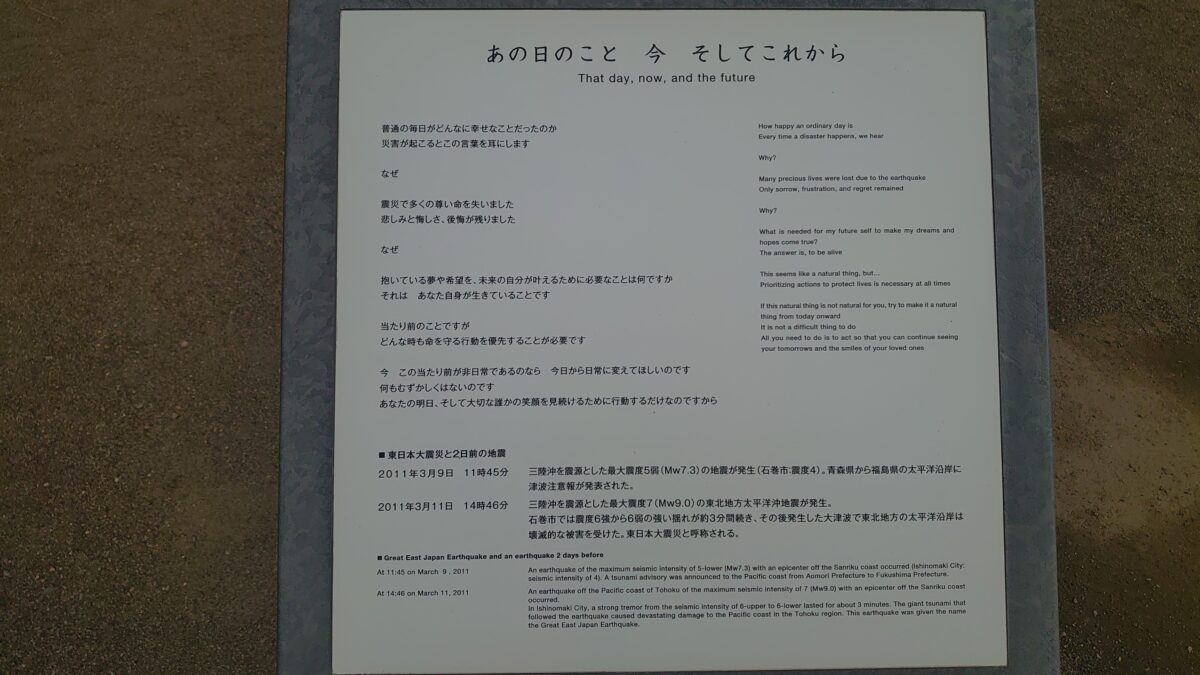 あの日のこと　今　そしてこれから
That day, now, and the future
普通の毎日がどんなに幸せなことだったのか
災害が起こるとこの言葉を耳にします
なぜ
震災で多くの尊い命を失いました
悲しみと悔しさ、後悔が残りました
なぜ
抱いている夢や希望を、未来の自分が叶えるために必要なことは何ですか
それは　あなた自身が生きていることです
当たり前のことですが
どんな時も命を守る行動を優先することが必要です
今　この当たり前が非日常であるのなら　今日から日常に変えてほしいのです
何もむずかしくはないのです
あなたの明日、そして大切な誰かの笑顔を見続けるために行動するだけなのですから
How happy an ordinary day is
Every time a disaster happens, we hear
Why?
Many precious lives were lost due to the earthquake
Only sorrow, frustration, and regret remained
Why?
What is needed for my future self to make my dreams and
hopes come true?
The answer is, to be alive
This seems like a natural thing, but...
Prioritizing actions to protect lives is necessary at all times
If this natural thing is not natural for you, try to make it a natural
thing from today onward
It is not a difficult thing to do
All you need to do is to act so that you can continue seeing
your tomorrows and the smiles of your loved ones
■東日本大震災と2日前の地震
2011年3月9日　11時45分　三陸沖を震源とした最大震度5弱（Mw7.3）の地震が発生（石巻市：震度4）。青森県から福島県の太平洋沿岸に
津波注意報が発表された。
2011年3月11日　14時46分　三陸沖を震源とした最大震度7（Mw9.0）の東北地方太平洋沖地震が発生。
石巻市では震度6強から6弱の強い揺れが約3分間続き、その後発生した大津波で東北地方の太平洋沿岸は
壊滅的な被害を受けた。東日本大震災と呼称される。
■ Great East Japan Earthquake and an earthquake 2 days before
At 11:45 on March 9, 2011 An earthquake of the maximum seismic intensity of 5-lower (Mw7.3) with an epicenter off the Sanriku coast occurred (Ishinomaki City:
seismic intensity of 4). A tsunami advisory was announced to the Pacific coast from Aomori Prefecture to Fukushima Prefecture.
At 14:46 on March 11, 2011 An earthquake off the Pacific coast of Tohoku of the maximum seismic intensity of 7 (Mw9.0) with an epicenter off the Sanriku coast
occurred.
In Ishinomaki City, a strong tremor from the seismic intensity of 6-upper to 6-lower lasted for about 3 minutes. The giant tsunami that
followed the earthquake caused devastating damage to the Pacific coast in the Tohoku region. This earthquake was given the name
the Great East Japan Earthquake.